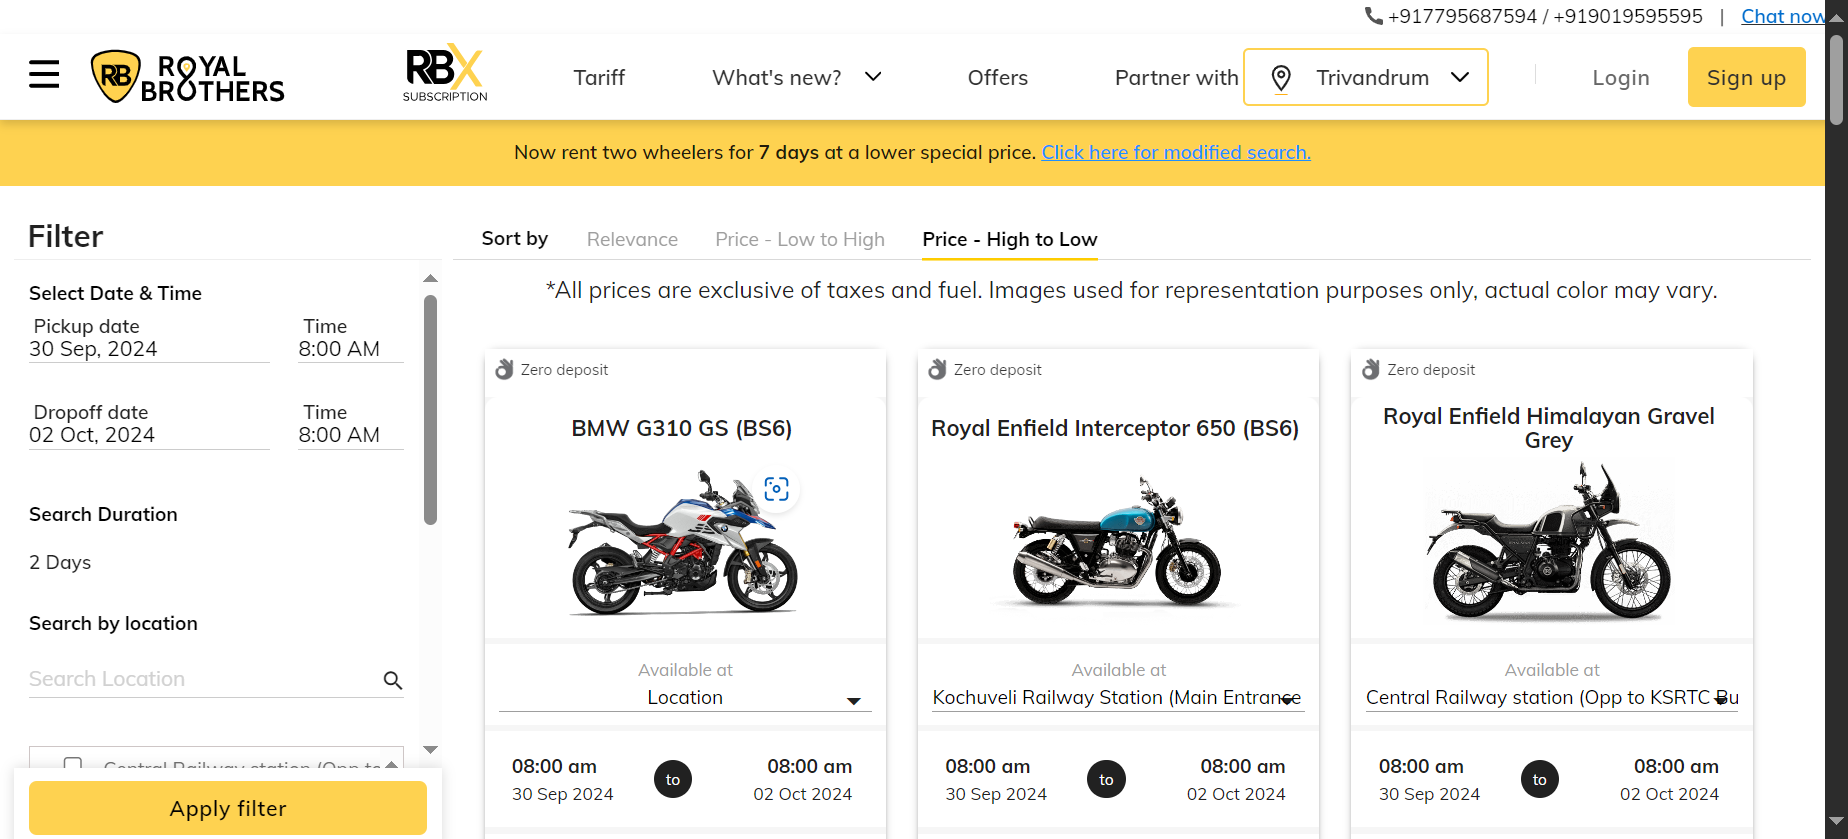 +917795687594 / +919019595595 | Chat now
RB ROYAL BROTHERS
RBX SUBSCRIPTION
Tariff
What's new?
Offers
Partner with
Trivandrum
Login
Sign up
Now rent two wheelers for 7 days at a lower special price. Click here for modified search.
Filter
Select Date & Time
Pickup date Time
30 Sep, 2024 8:00 AM
Dropoff date Time
02 Oct, 2024 8:00 AM
Search Duration
2 Days
Search by location
Search Location
Central Railway station (Opp to
Apply filter
Sort by Relevance Price - Low to High Price - High to Low
*All prices are exclusive of taxes and fuel. Images used for representation purposes only, actual color may vary.
Zero deposit
BMW G310 GS (BS6)
Available at
Location
08:00 am to 08:00 am
30 Sep 2024 02 Oct 2024
Zero deposit
Royal Enfield Interceptor 650 (BS6)
Available at
Kochuveli Railway Station (Main Entrance
08:00 am to 08:00 am
30 Sep 2024 02 Oct 2024
Zero deposit
Royal Enfield Himalayan Gravel
Grey
Available at
Central Railway station (Opp to KSRTC Bu
08:00 am to 08:00 am
30 Sep 2024 02 Oct 2024